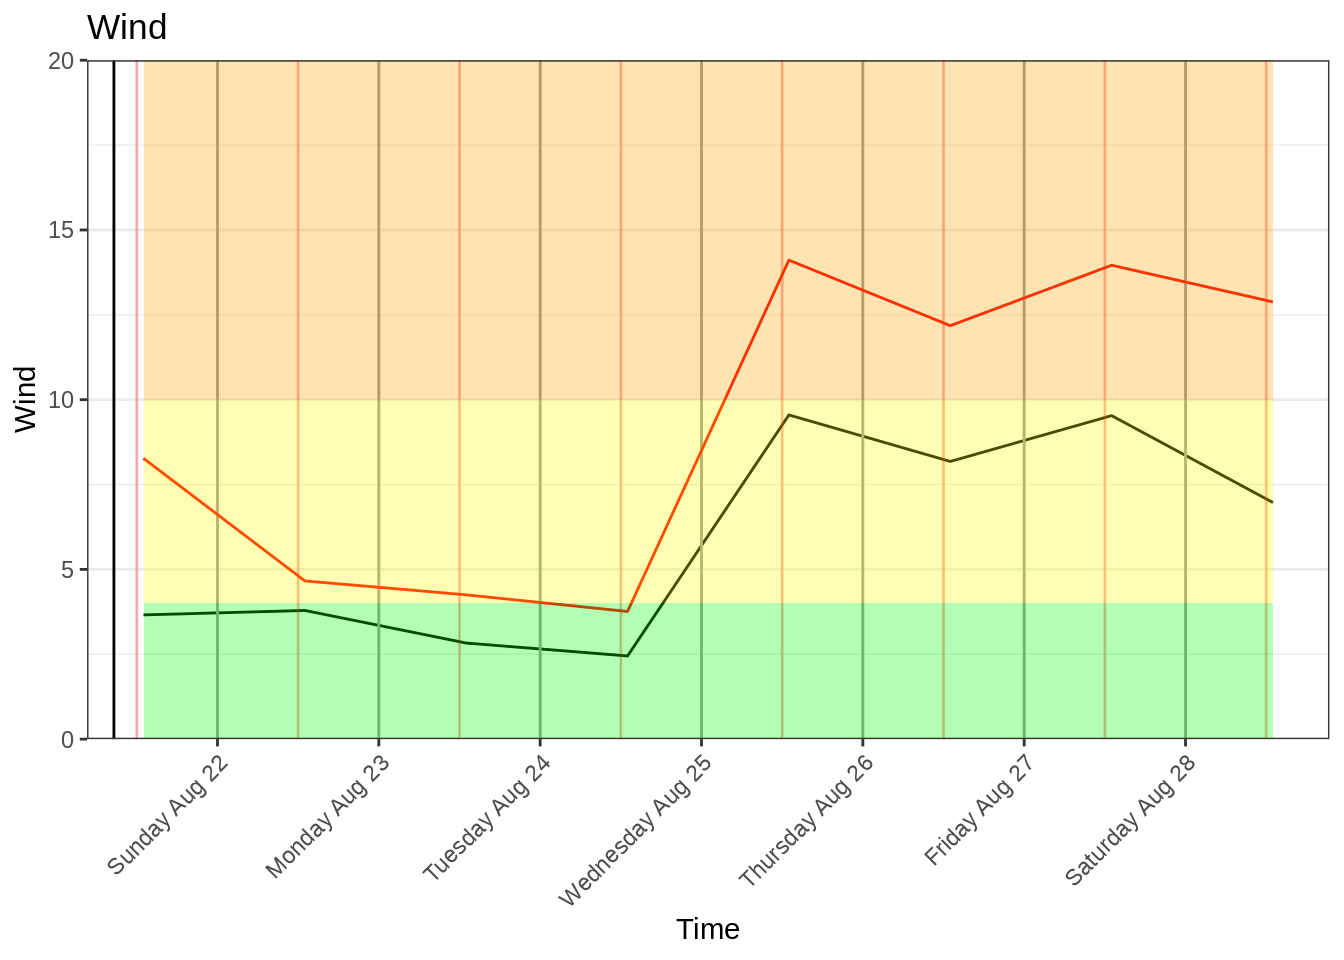 Wind
20
15
10
5
0
Wind
Sunday Aug 22
Monday Aug 23
Tuesday Aug 24
Wednesday Aug 25
Thursday Aug 26
Friday Aug 27
Saturday Aug 28
Time